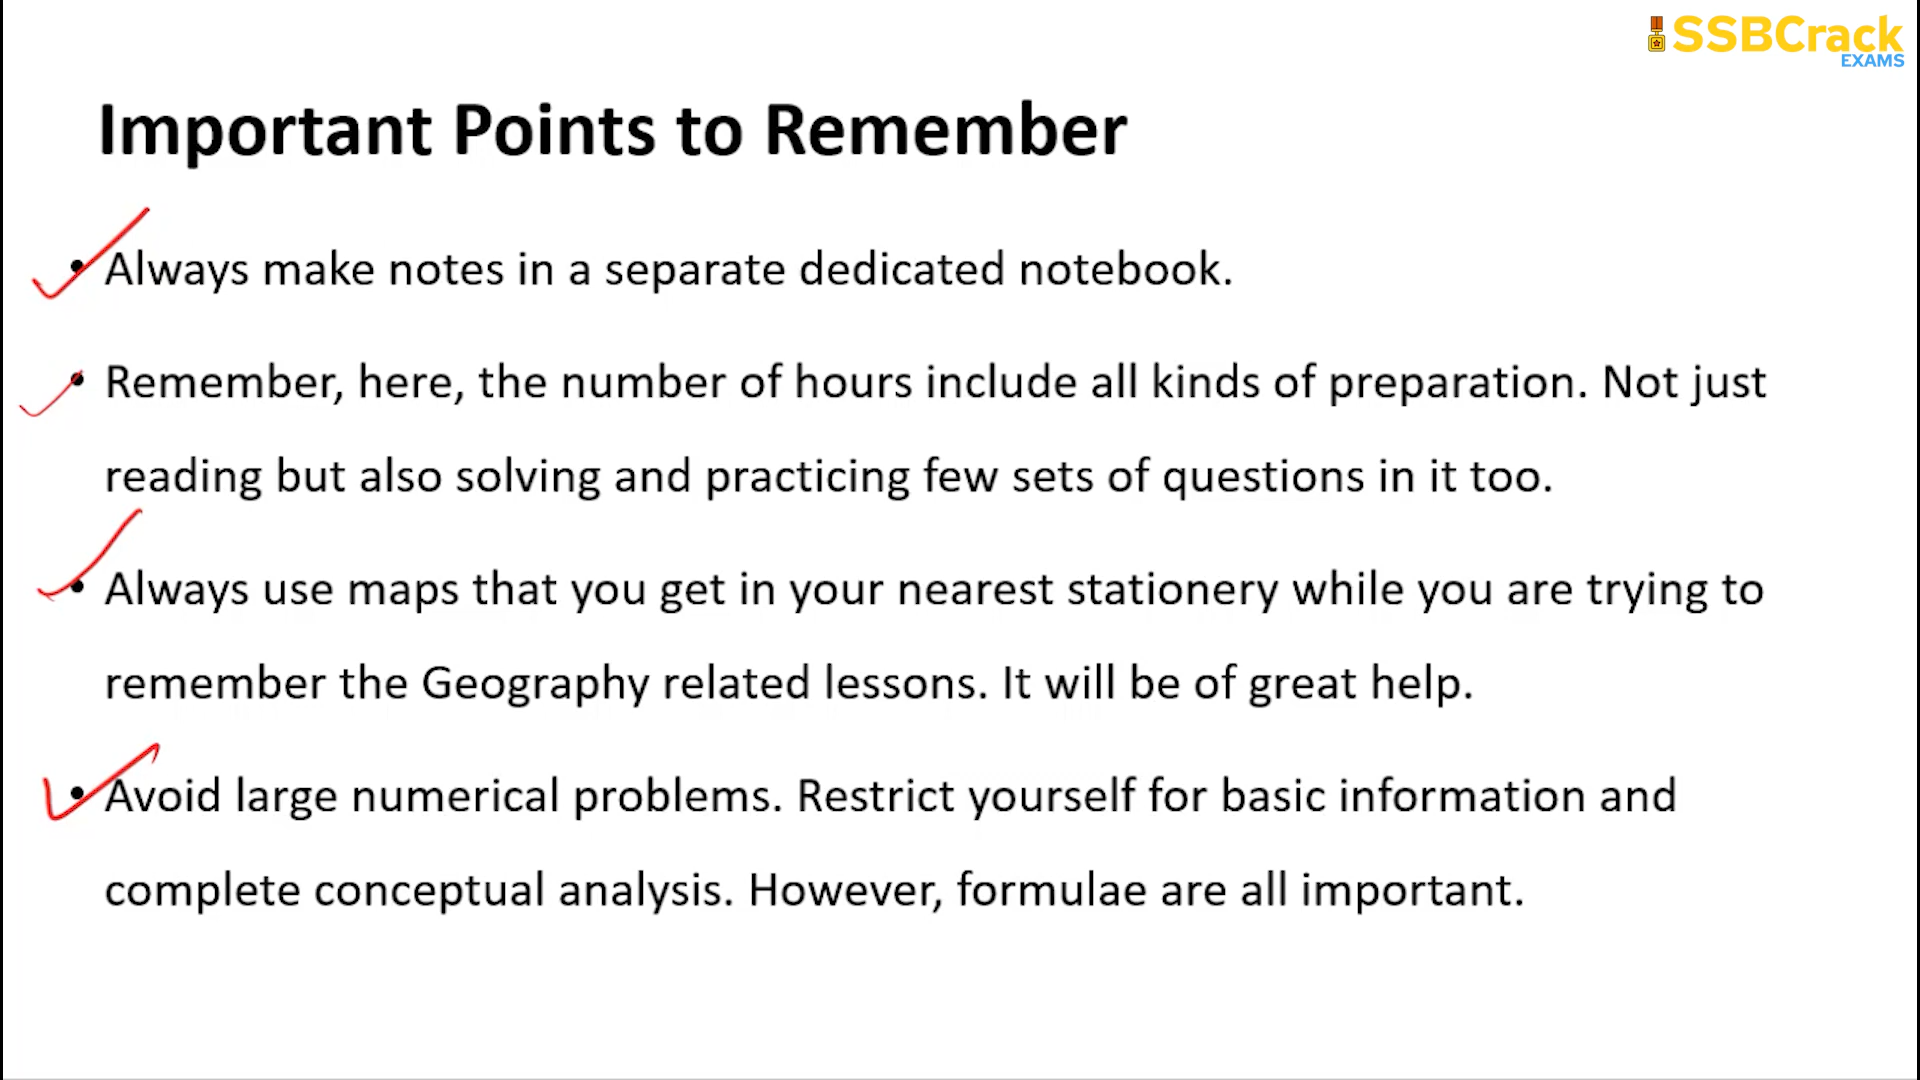 SSBCrack
EXAMS
Important Points to Remember
• Always make notes in a separate dedicated notebook.
• Remember, here, the number of hours include all kinds of preparation. Not just
reading but also solving and practicing few sets of questions in it too.
• Always use maps that you get in your nearest stationery while you are trying to
remember the Geography related lessons. It will be of great help.
• Avoid large numerical problems. Restrict yourself for basic information and
complete conceptual analysis. However, formulae are all important.